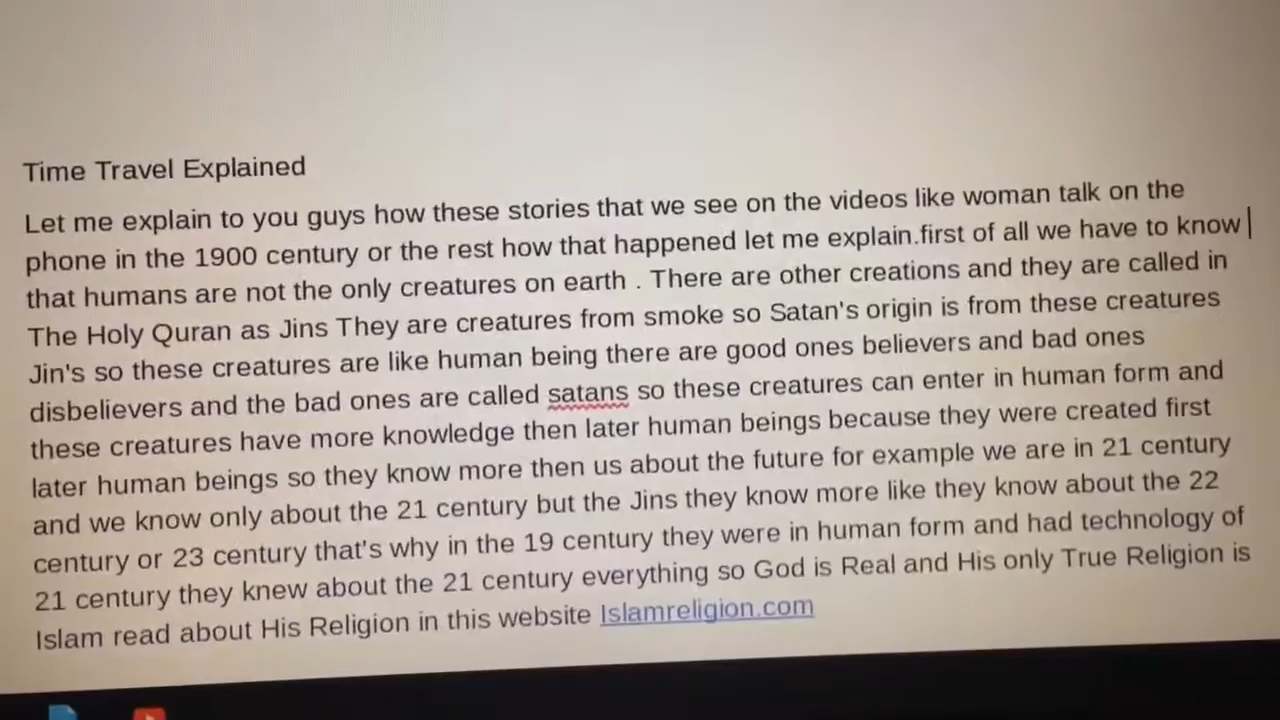 Time Travel Explained
Let me explain to you guys how these stories that we see on the videos like woman talk on the
phone in the 1900 century or the rest how that happened let me explain.first of all we have to know
that humans are not the only creatures on earth . There are other creations and they are called in
The Holy Quran as Jins They are creatures from smoke so Satan's origin is from these creatures
Jin's so these creatures are like human being there are good ones believers and bad ones
disbelievers and the bad ones are called satans so these creatures can enter in human form and
these creatures have more knowledge then later human beings because they were created first
later human beings so they know more then us about the future for example we are in 21 century
and we know only about the 21 century but the Jins they know more like they know about the 22
century or 23 century that's why in the 19 century they were in human form and had technology of
21 century they knew about the 21 century everything so God is Real and His only True Religion is
Islam read about His Religion in this website Islamreligion.com